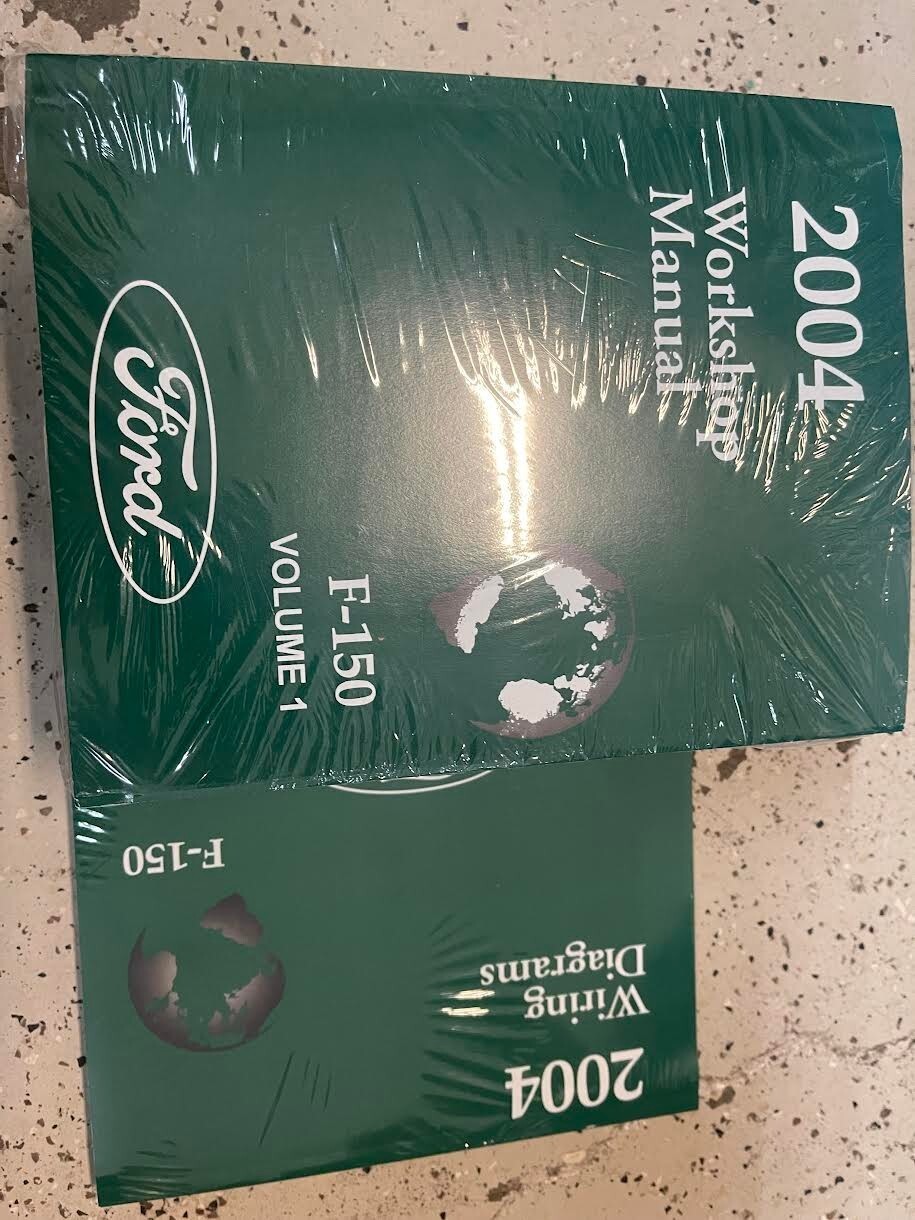 2004
Workshop
Manual
F-150
VOLUME 1
Ford
2004
Wiring
Diagrams
F-150